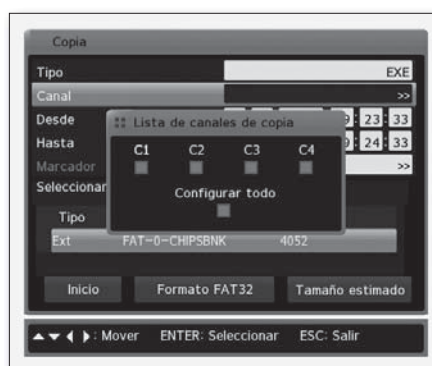 Copia
Tipo EXE
Canal >>
Desde 9:23:33
Hasta 9:24:33
Marcador >>
Seleccionar
Lista de canales de copia
C1 C2 C3 C4
Configurar todo
Tipo
Ext FAT-0-CHIPSBNK 4052
Inicio Formato FAT32 Tamaño estimado
▲▼◀▶: Mover ENTER: Seleccionar ESC: Salir